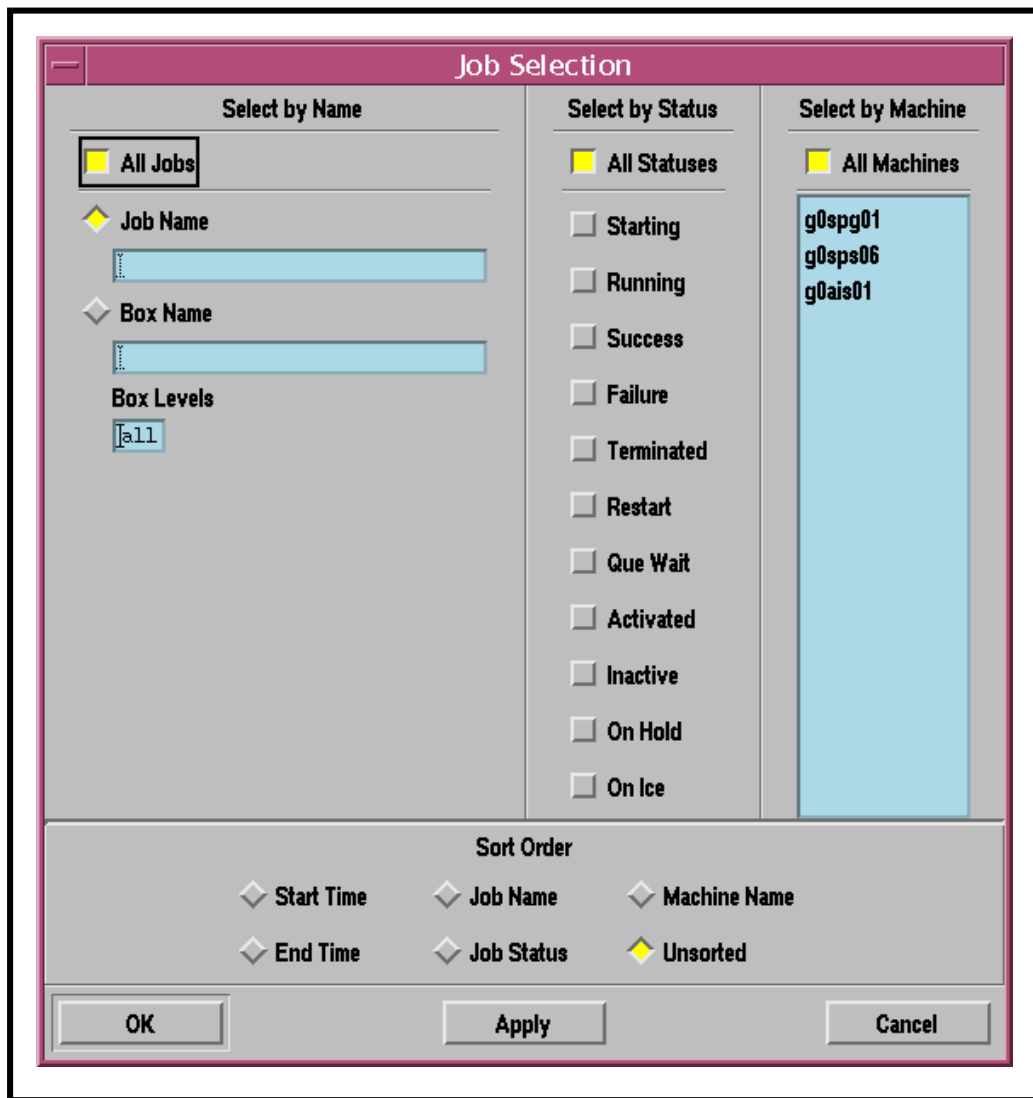 Job Selection
Select by Name
All Jobs
Job Name
Box Name
Box Levels
all
Select by Status
All Statuses
Starting
Running
Success
Failure
Terminated
Restart
Que Wait
Activated
Inactive
On Hold
On Ice
Select by Machine
All Machines
g0spg01
g0sps06
g0ais01
Sort Order
Start Time
Job Name
Machine Name
End Time
Job Status
Unsorted
OK
Apply
Cancel